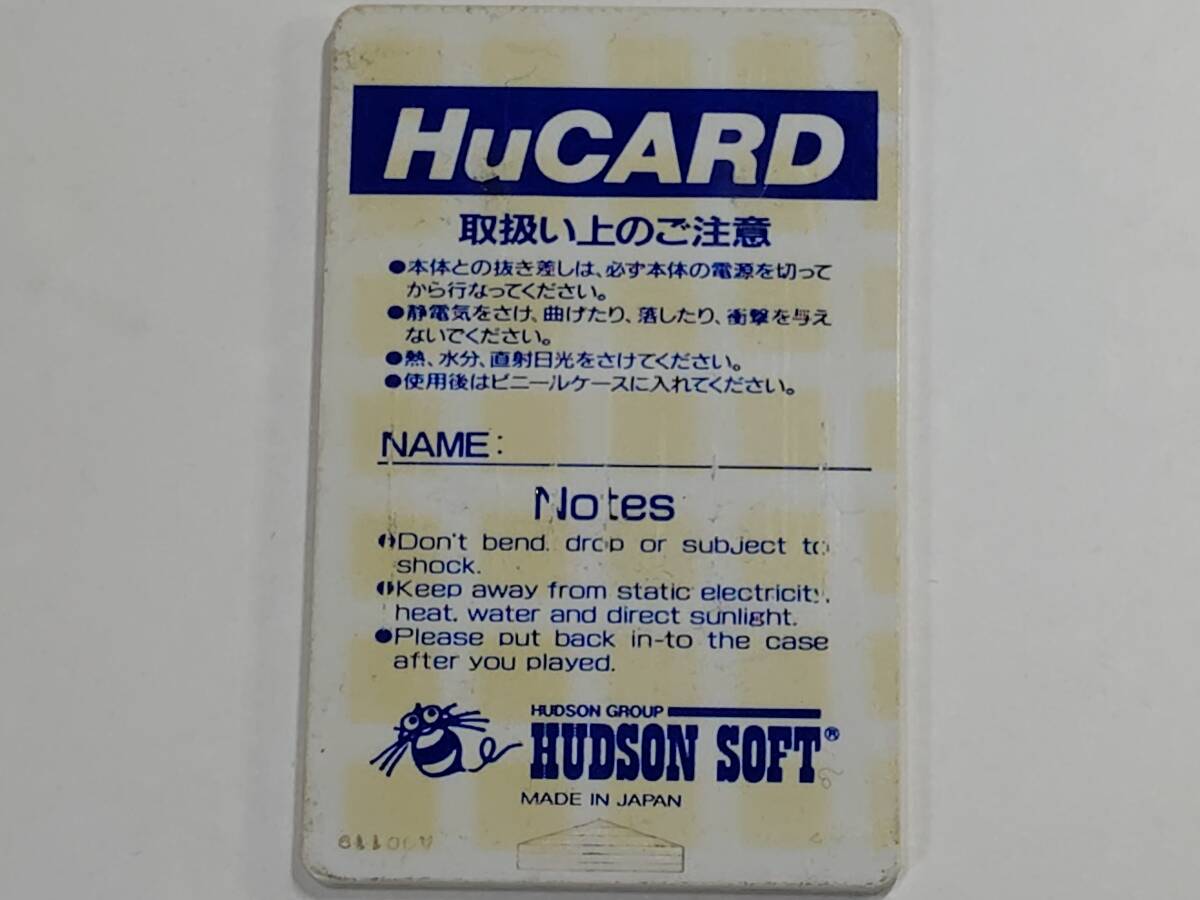 HuCARD
取扱い上のご注意
●本体との抜き差しは、必ず本体の電源を切って
から行なってください。
●静電気をさけ、曲げたり、落したり、衝撃を与え
ないでください。
●熱、水分、直射日光をさけてください。
●使用後はビニールケースに入れてください。
NAME:
Notes
●Don't bend, drop or subject to
shock.
●Keep away from static electricity,
heat, water and direct sunlight.
●Please put back in-to the case
after you played.
HUDSON GROUP
HUDSON SOFT®
MADE IN JAPAN